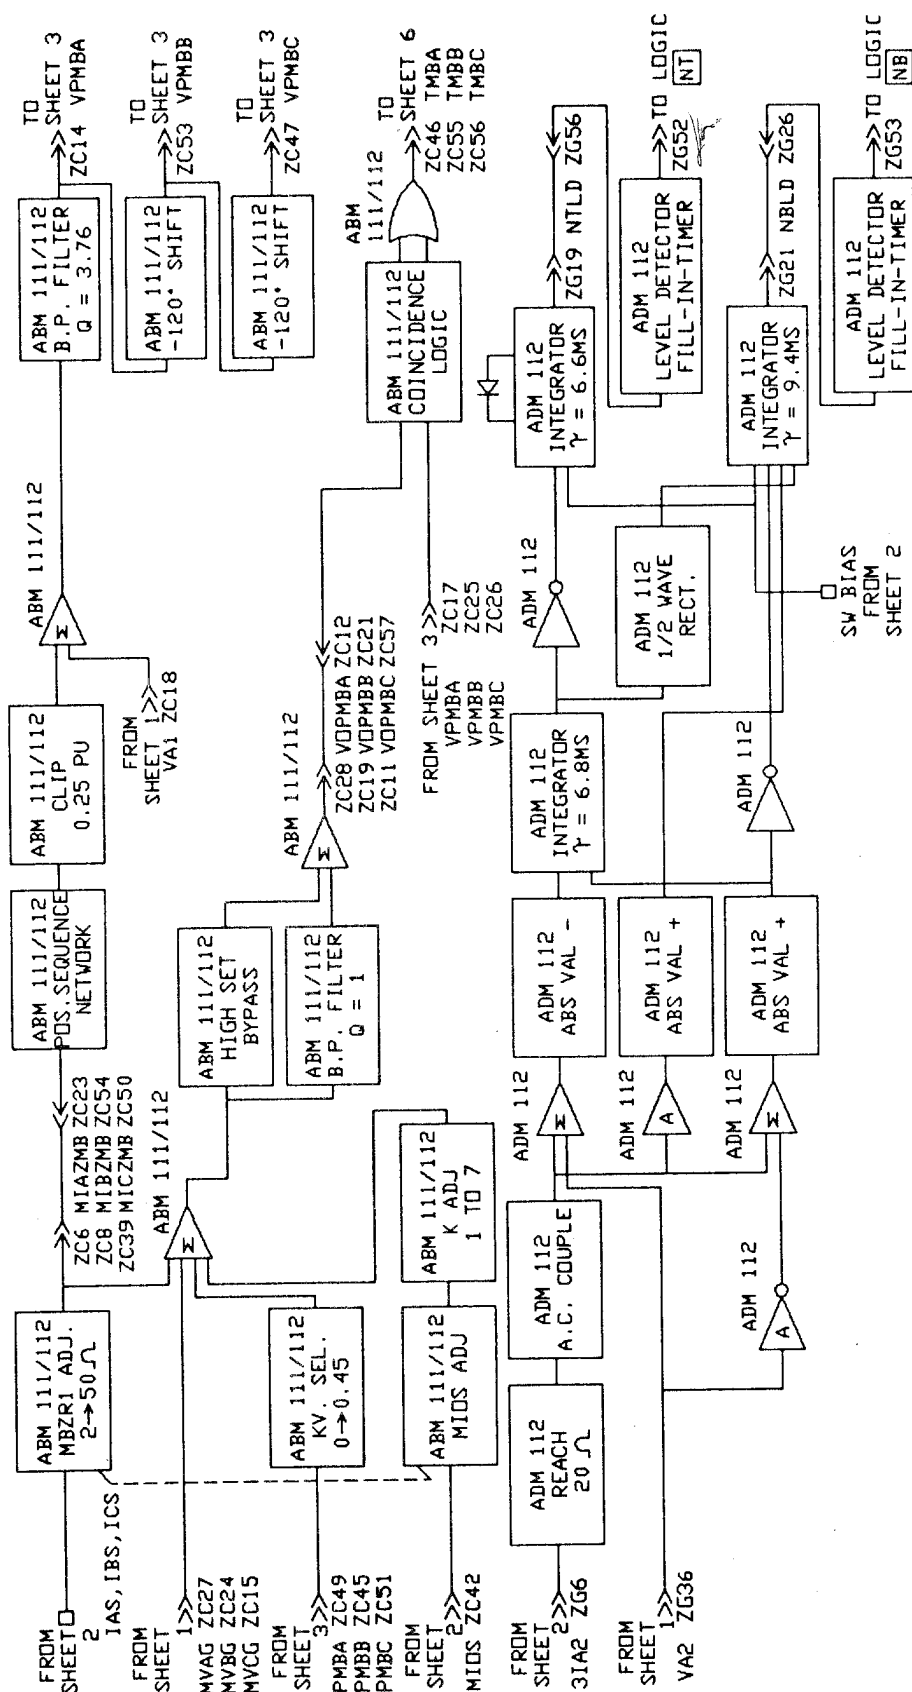 FROM
SHEET
2
IAS,IBS,ICS
ABM 111/112
MBZR1 ADJ.
2→50Ω
ZC6 MIAZMB ZC23
ZC8 MIBZMB ZC54
ZC39 MICZMB ZC50
ABM 111/112
POS.SEQUENCE
NETWORK
ABM 111/112
CLIP
0.25 PU
FROM
SHEET 1
VA1 ZC18
ABM 111/112
Σ
ABM 111/112
B.P. FILTER
Q = 3.76
TO
SHEET 3
ZC14 VPMBA
ABM 111/112
-120° SHIFT
TO
SHEET 3
ZC53 VPMBB
ABM 111/112
-120° SHIFT
TO
SHEET 3
ZC47 VPMBC
FROM
SHEET
1
MVAG ZC27
MVBG ZC24
MVCG ZC15
ABM 111/112
Σ
FROM
SHEET
3
PMBA ZC49
PMBB ZC45
PMBC ZC51
ABM 111/112
KV. SEL.
0→0.45
ABM 111/112
HIGH SET
BYPASS
ABM 111/112
B.P. FILTER
Q = 1
ABM 111/112
Σ
ZC28 VOPMBA ZC12
ZC19 VOPMBB ZC21
ZC11 VOPMBC ZC57
FROM SHEET 3
VPMBA ZC17
VPMBB ZC25
VPMBC ZC26
ABM 111/112
COINCIDENCE
LOGIC
ABM
111/112
TO
SHEET 6
ZC46 TMBA
ZC55 TMBB
ZC56 TMBC
FROM
SHEET
2
MIOS ZC42
ABM 111/112
MIOS ADJ
ABM 111/112
K ADJ
1 TO 7
FROM
SHEET
2
3IA2 ZG6
ADM 112
REACH
20 Ω
ADM 112
A.C. COUPLE
ADM 112
Σ
ADM 112
ABS VAL -
ADM 112
INTEGRATOR
τ = 6.8MS
ADM 112
ADM 112
INTEGRATOR
τ = 6.6MS
ZG19 NTLD ZG56
ADM 112
LEVEL DETECTOR
FILL-IN-TIMER
TO LOGIC
ZG52
NT
ADM 112
A
ADM 112
ABS VAL +
ADM 112
1/2 WAVE
RECT.
FROM
SHEET
1
VA2 ZG36
ADM 112
A
ADM 112
Σ
ADM 112
ABS VAL +
ADM 112
SW BIAS
FROM
SHEET 2
ADM 112
INTEGRATOR
τ = 9.4MS
ZG21 NBLD ZG26
ADM 112
LEVEL DETECTOR
FILL-IN-TIMER
TO LOGIC
ZG53
NB